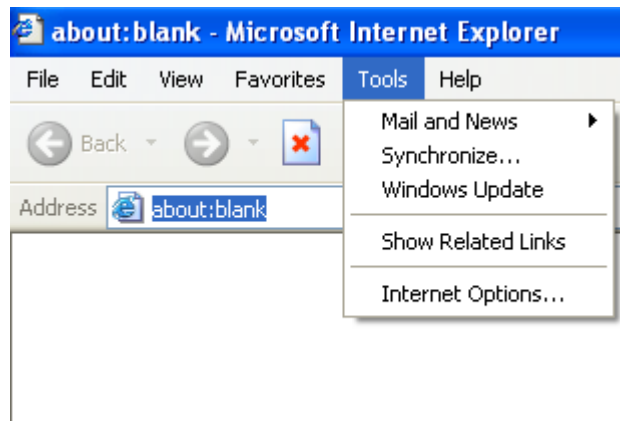 about:blank - Microsoft Internet Explorer
File Edit View Favorites Tools Help
Back
Mail and News
Synchronize...
Windows Update
Address about:blank
Show Related Links
Internet Options...